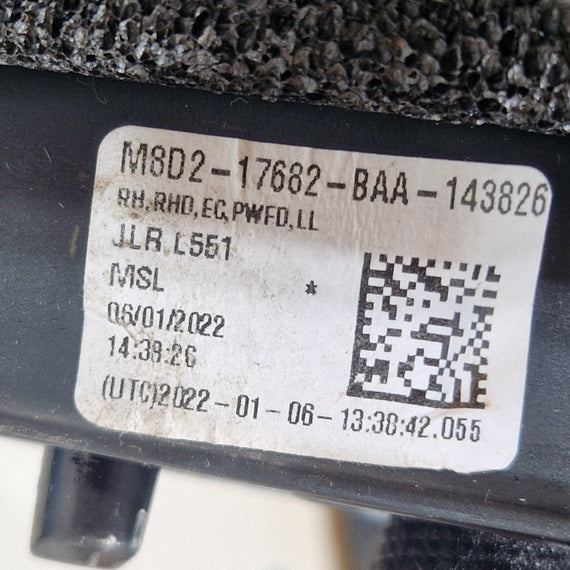 M8D2-17682-BAA-143826
RH,RHD,EC,PWFD,LL
JLR L551
MSL *
06/01/2022
14:38:26
(UTC)2022-01-06-13:38:42.055